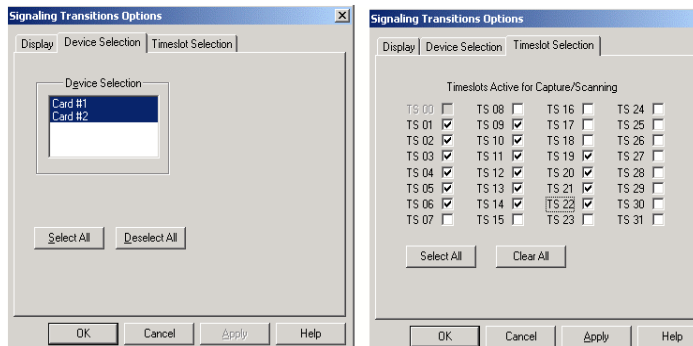 Signaling Transitions Options
Display Device Selection Timeslot Selection
Device Selection
Card #1
Card #2
Select All Deselect All
OK Cancel Apply Help
Signaling Transitions Options
Display Device Selection Timeslot Selection
Timeslots Active for Capture/Scanning
TS 00 TS 08 TS 16 TS 24
TS 01 TS 09 TS 17 TS 25
TS 02 TS 10 TS 18 TS 26
TS 03 TS 11 TS 19 TS 27
TS 04 TS 12 TS 20 TS 28
TS 05 TS 13 TS 21 TS 29
TS 06 TS 14 TS 22 TS 30
TS 07 TS 15 TS 23 TS 31
Select All Clear All
OK Cancel Apply Help